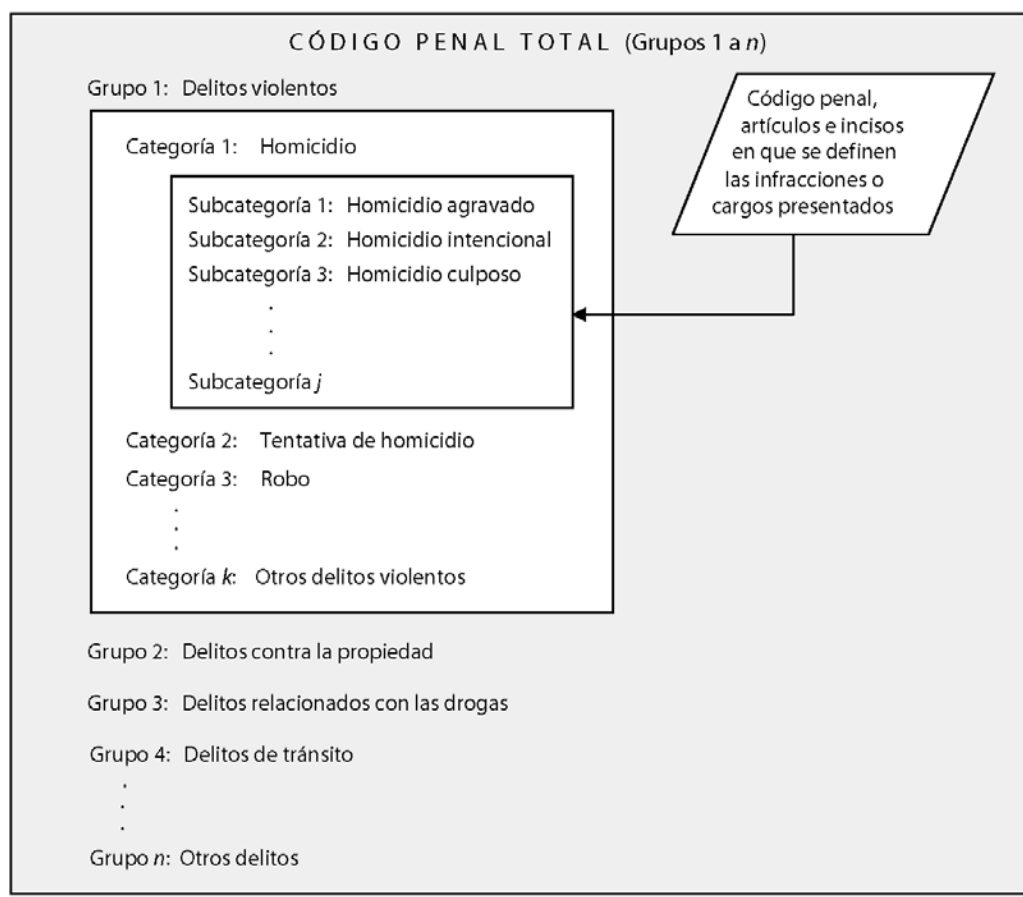 CÓDIGO PENAL TOTAL (Grupos 1 a n)
Grupo 1: Delitos violentos
Categoría 1: Homicidio
Subcategoría 1: Homicidio agravado
Subcategoría 2: Homicidio intencional
Subcategoría 3: Homicidio culposo
.
.
.
Subcategoría j
Categoría 2: Tentativa de homicidio
Categoría 3: Robo
.
.
.
Categoría k: Otros delitos violentos
Grupo 2: Delitos contra la propiedad
Grupo 3: Delitos relacionados con las drogas
Grupo 4: Delitos de tránsito
.
.
.
Grupo n: Otros delitos
Código penal,
artículos e incisos
en que se definen
las infracciones o
cargos presentados